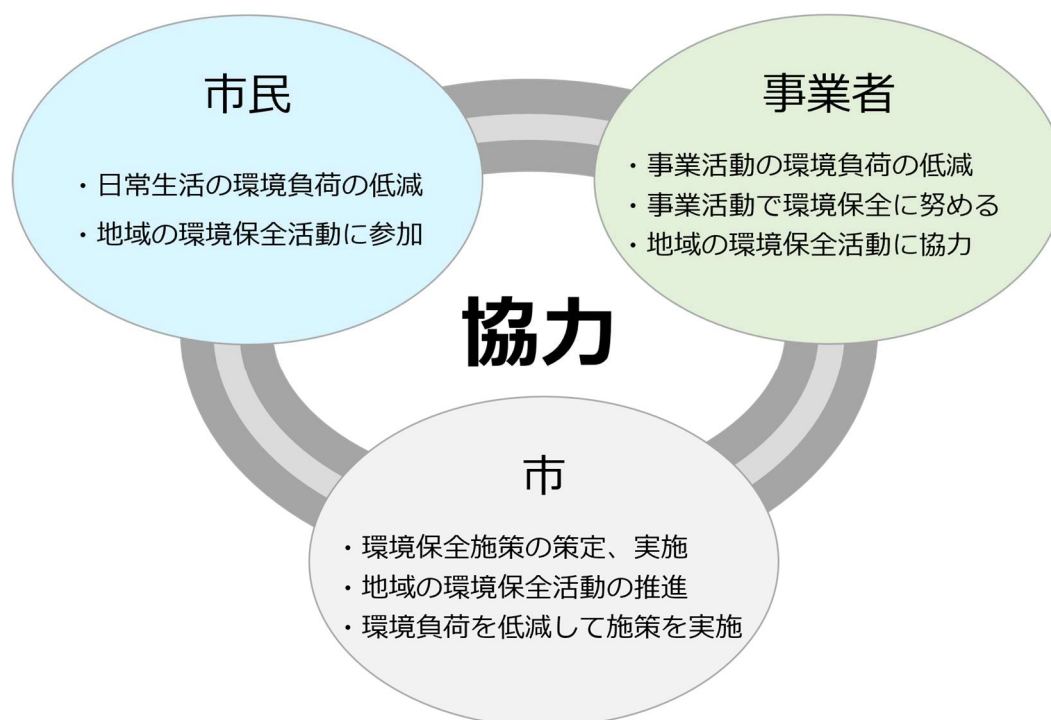 市民
・日常生活の環境負荷の低減
・地域の環境保全活動に参加
事業者
・事業活動の環境負荷の低減
・事業活動で環境保全に努める
・地域の環境保全活動に協力
協力
市
・環境保全施策の策定、実施
・地域の環境保全活動の推進
・環境負荷を低減して施策を実施